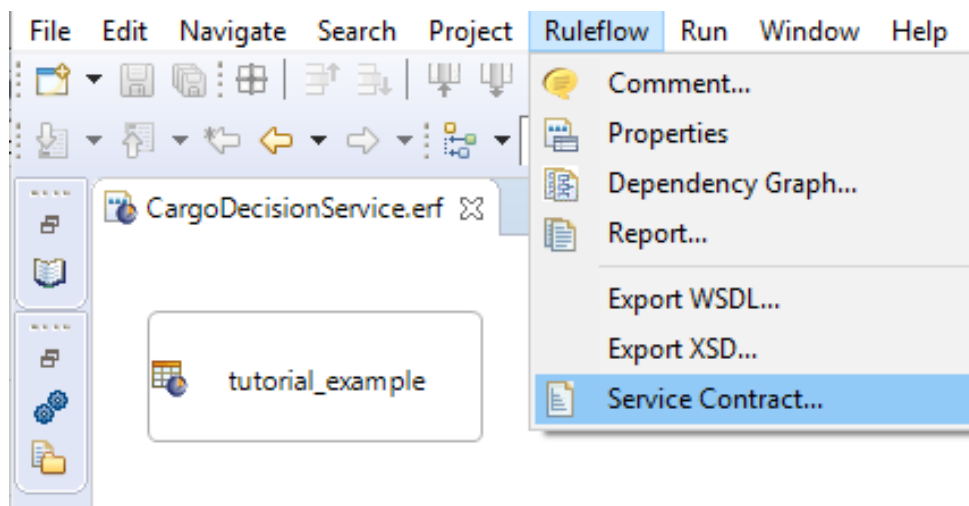 File Edit Navigate Search Project Ruleflow Run Window Help
Comment...
Properties
Dependency Graph...
Report...
Export WSDL...
Export XSD...
Service Contract...
CargoDecisionService.erf
tutorial_example